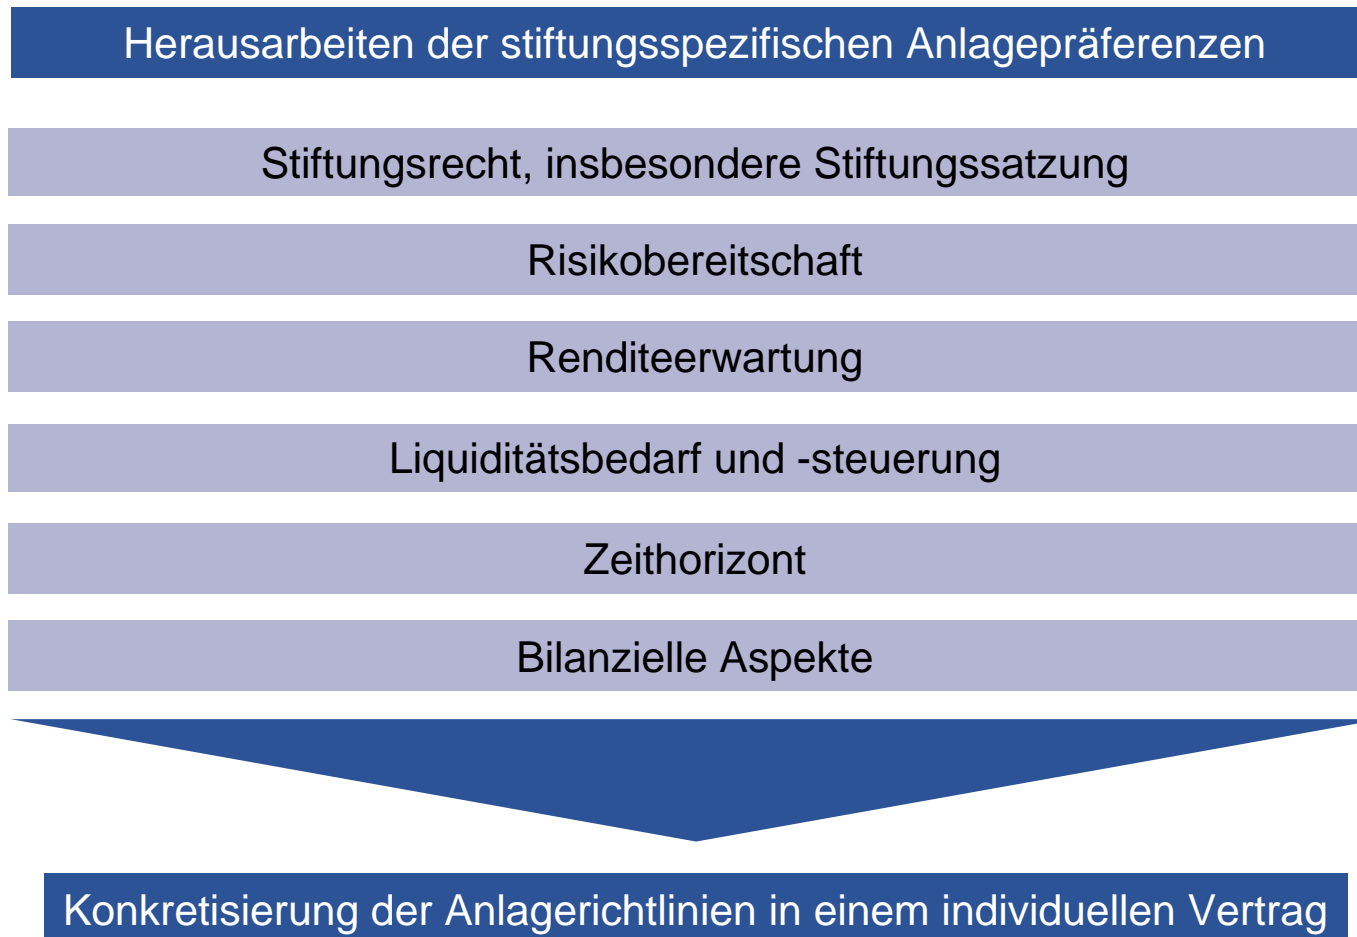 Herausarbeiten der stiftungsspezifischen Anlagepräferenzen
Stiftungsrecht, insbesondere Stiftungssatzung
Risikobereitschaft
Renditeerwartung
Liquiditätsbedarf und -steuerung
Zeithorizont
Bilanzielle Aspekte
Konkretisierung der Anlagerichtlinien in einem individuellen Vertrag